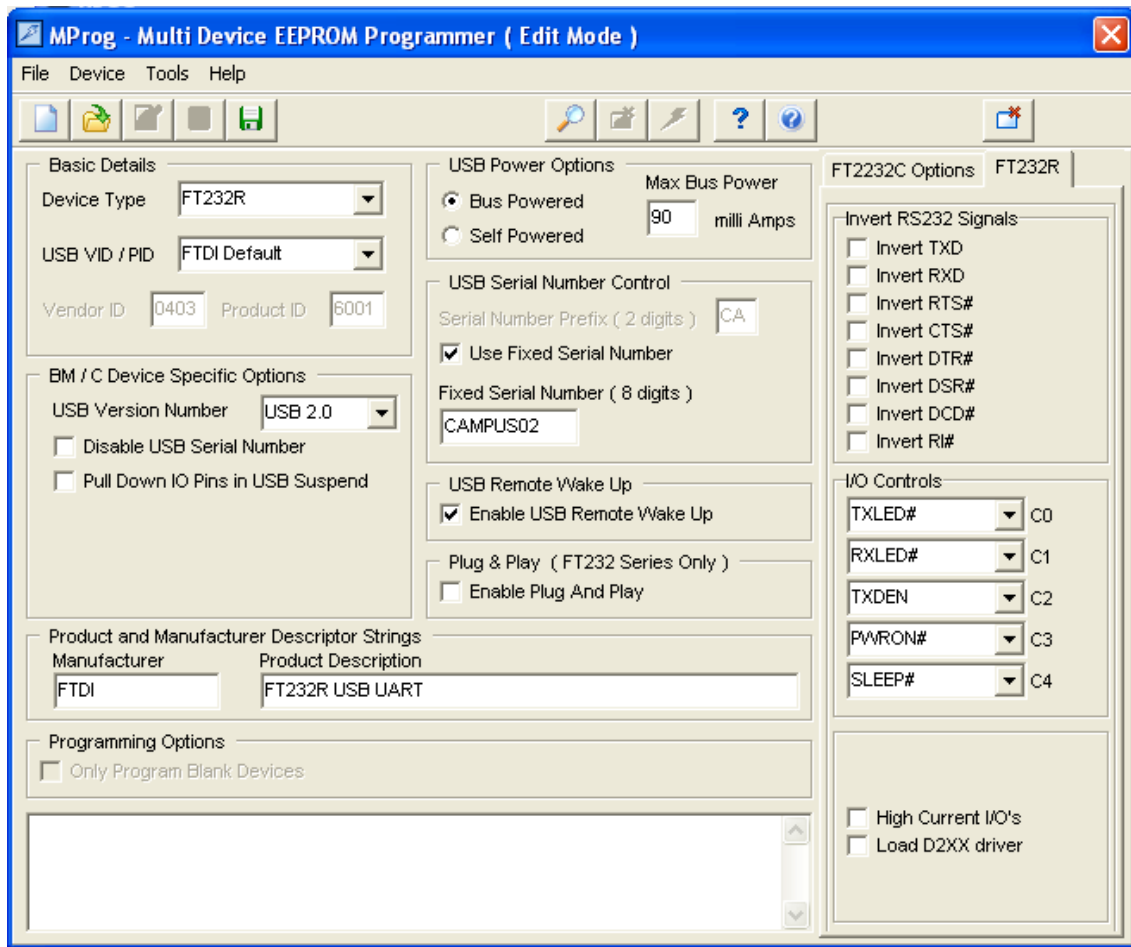 MProg - Multi Device EEPROM Programmer ( Edit Mode )
File Device Tools Help
Basic Details
Device Type FT232R
USB VID / PID FTDI Default
Vendor ID 0403 Product ID 6001
BM / C Device Specific Options
USB Version Number USB 2.0
Disable USB Serial Number
Pull Down IO Pins in USB Suspend
USB Power Options
Max Bus Power
Bus Powered
90 milli Amps
Self Powered
USB Serial Number Control
Serial Number Prefix ( 2 digits ) CA
Use Fixed Serial Number
Fixed Serial Number ( 8 digits )
CAMPUS02
USB Remote Wake Up
Enable USB Remote Wake Up
Plug & Play ( FT232 Series Only )
Enable Plug And Play
Product and Manufacturer Descriptor Strings
Manufacturer Product Description
FTDI FT232R USB UART
Programming Options
Only Program Blank Devices
FT2232C Options FT232R
Invert RS232 Signals
Invert TXD
Invert RXD
Invert RTS#
Invert CTS#
Invert DTR#
Invert DSR#
Invert DCD#
Invert RI#
I/O Controls
TXLED# C0
RXLED# C1
TXDEN C2
PWRON# C3
SLEEP# C4
High Current I/O's
Load D2XX driver